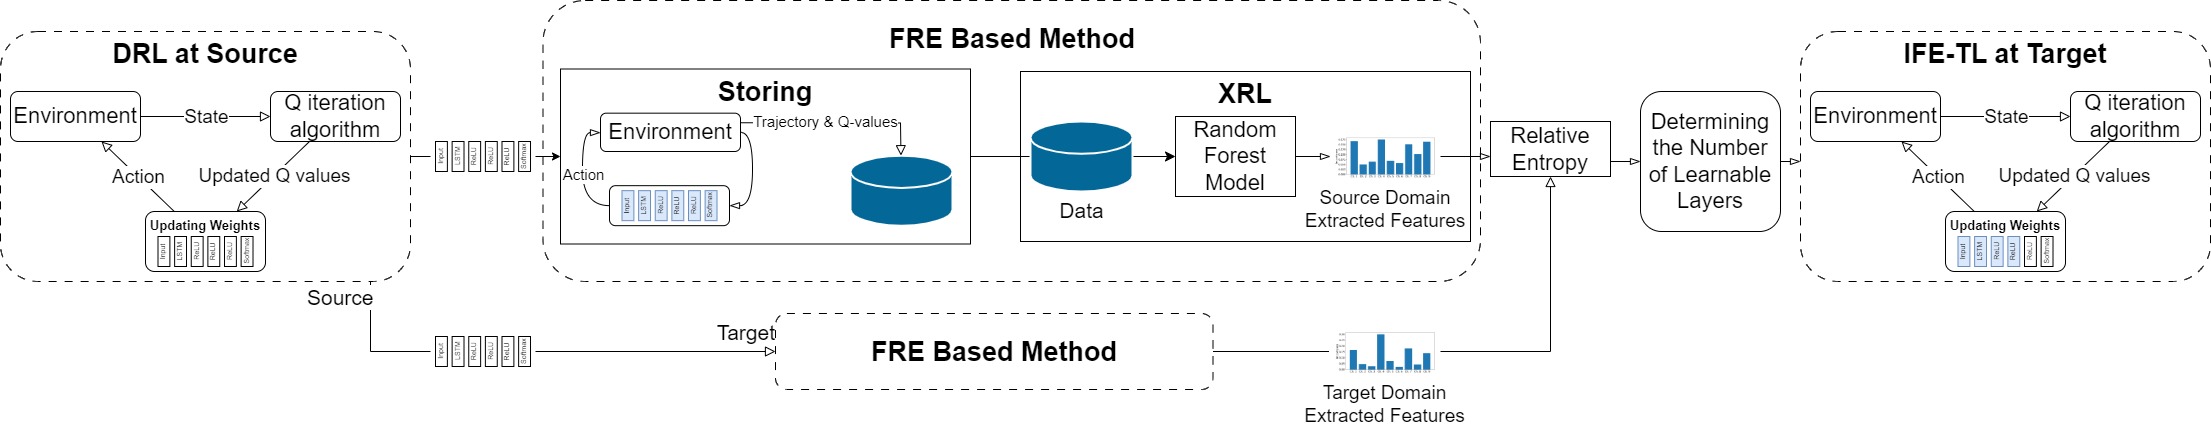 DRL at Source
Environment
State
Q iteration
algorithm
Action
Updated Q values
Updating Weights
Input
LSTM
ReLU
ReLU
ReLU
Softmax
Source
Input
LSTM
ReLU
ReLU
ReLU
Softmax
FRE Based Method
Storing
Environment
Trajectory & Q-values
Action
Input
LSTM
ReLU
ReLU
ReLU
Softmax
XRL
Data
Random
Forest
Model
Source Domain
Extracted Features
Input
LSTM
ReLU
ReLU
ReLU
Softmax
Target
FRE Based Method
Target Domain
Extracted Features
Relative
Entropy
Determining
the Number
of Learnable
Layers
IFE-TL at Target
Environment
State
Q iteration
algorithm
Action
Updated Q values
Updating Weights
Input
LSTM
ReLU
ReLU
ReLU
Softmax